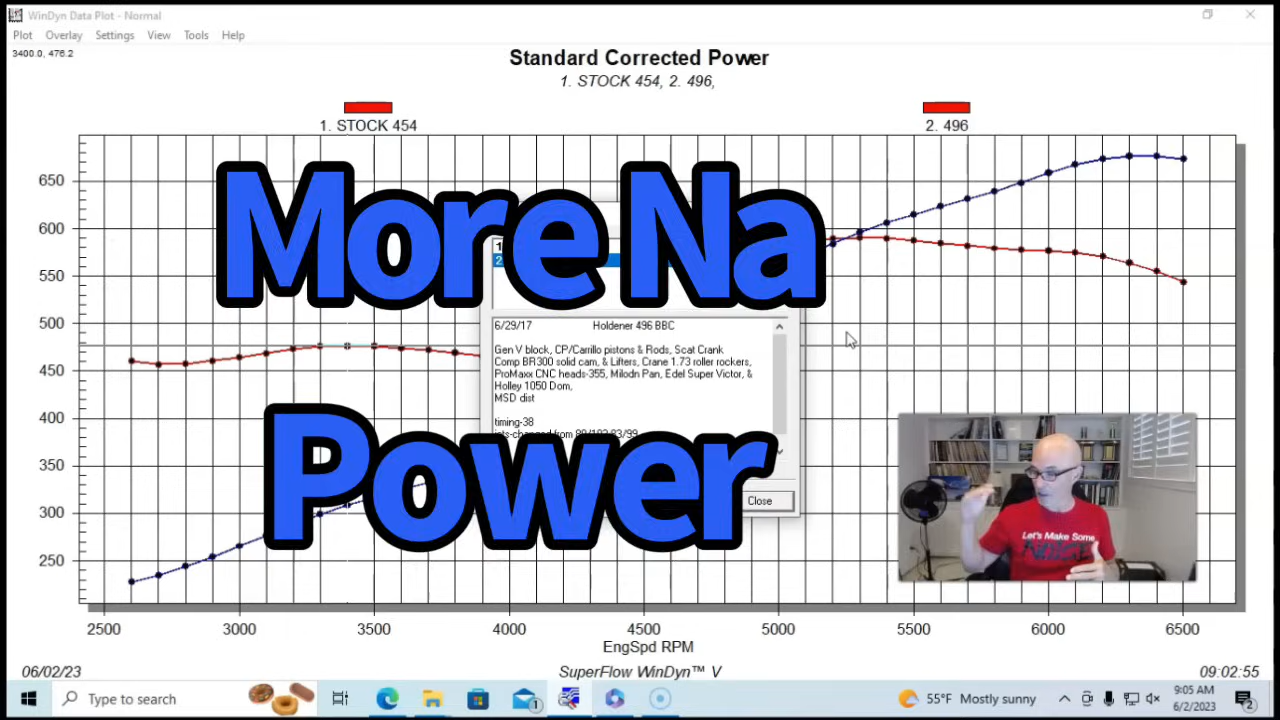 WinDyn Data Plot - Normal
Plot Overlay Settings View Tools Help
3400.0, 476.2
Standard Corrected Power
1. STOCK 454, 2. 496,
1. STOCK 454
2. 496
650
600
550
500
450
400
350
300
250
More Na
Power
6/29/17 Holdener 496 BBC
Gen V block, CP/Carrillo pistons & Rods, Scat Crank
Comp BR300 solid cam, & Lifters, Crane 1.73 roller rockers,
ProMaxx CNC heads-355, Milodn Pan, Edel Super Victor, &
Holley 1050 Dom,
MSD dist
timing-38
Close
Let's Make Some
NOISE
2500 3000 3500 4000 4500 5000 5500 6000 6500
EngSpd RPM
06/02/23
SuperFlow WinDyn™ V
09:02:55
Type to search
1
55°F Mostly sunny
9:05 AM
6/2/2023
2